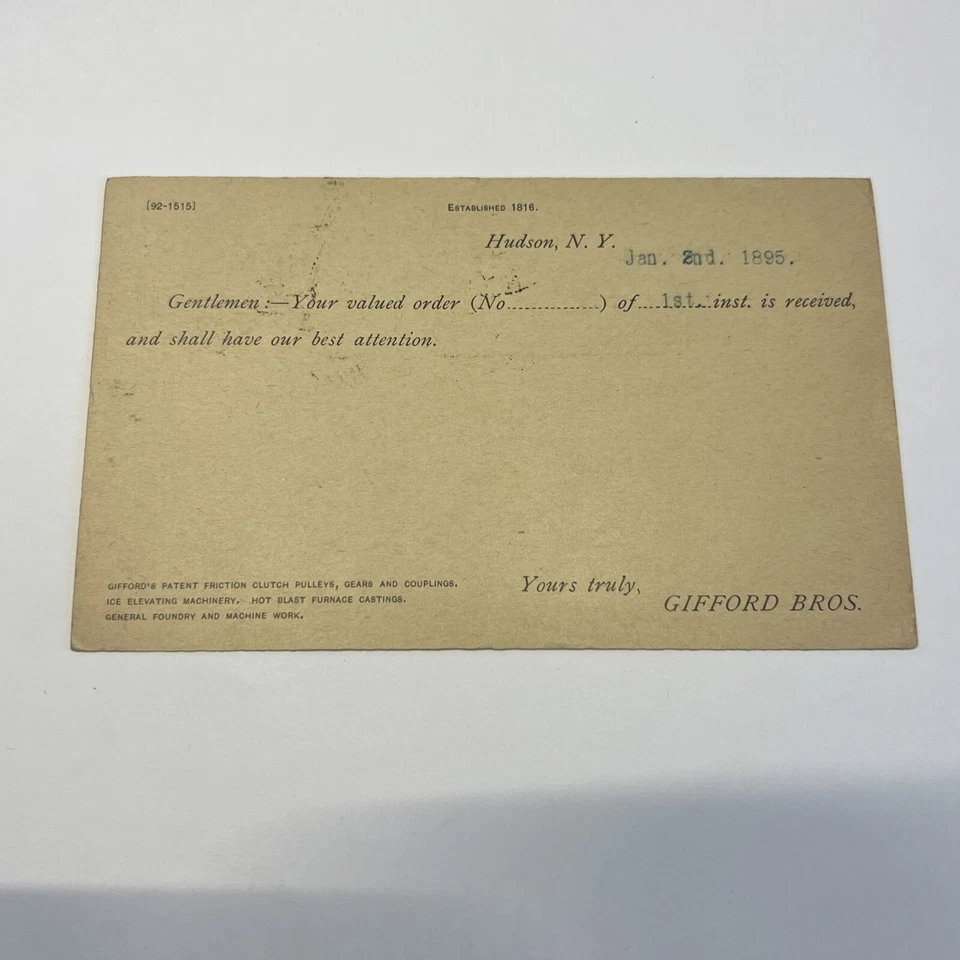 [92-1515]
ESTABLISHED 1816.
Hudson, N. Y.
Jan. 2nd. 1895.
Gentlemen:—Your valued order (No..............) of....1st...inst. is received,
and shall have our best attention.
GIFFORD'S PATENT FRICTION CLUTCH PULLEYS, GEARS AND COUPLINGS.
ICE ELEVATING MACHINERY. HOT BLAST FURNACE CASTINGS.
GENERAL FOUNDRY AND MACHINE WORK.
Yours truly,
GIFFORD BROS.